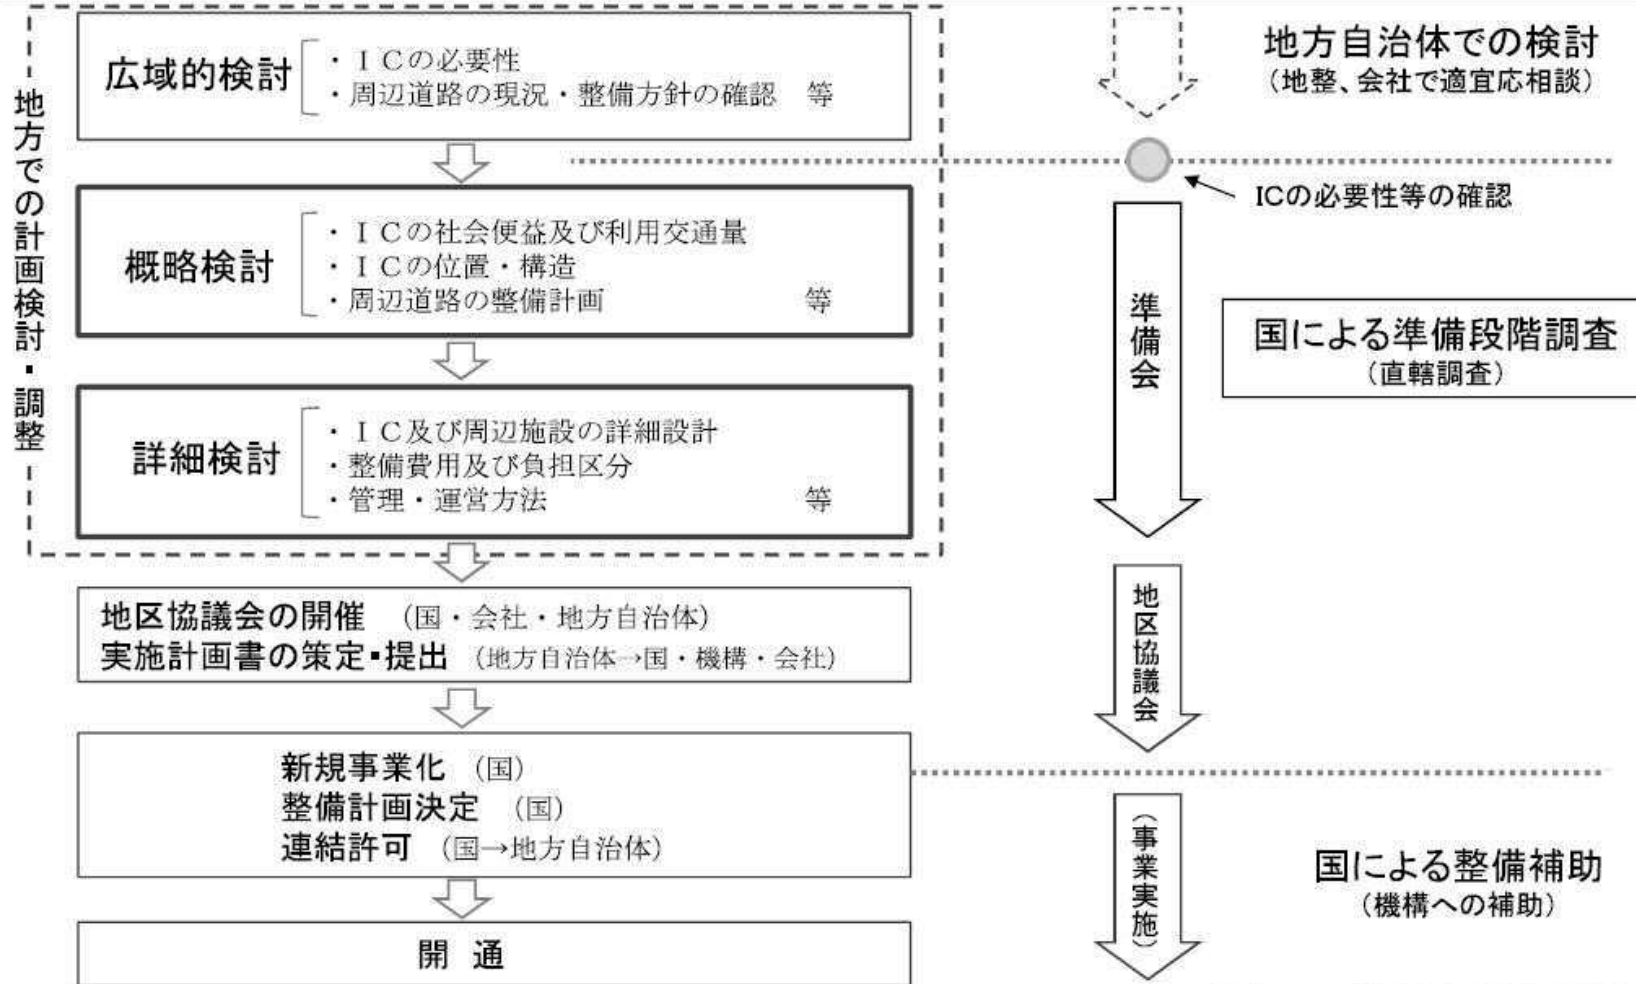 地方での計画検討・調整
広域的検討
・ＩＣの必要性
・周辺道路の現況・整備方針の確認　等
概略検討
・ＩＣの社会便益及び利用交通量
・ＩＣの位置・構造
・周辺道路の整備計画　等
詳細検討
・ＩＣ及び周辺施設の詳細設計
・整備費用及び負担区分
・管理・運営方法　等
地区協議会の開催　（国・会社・地方自治体）
実施計画書の策定・提出　（地方自治体→国・機構・会社）
新規事業化　（国）
整備計画決定　（国）
連結許可　（国→地方自治体）
開　通
地方自治体での検討
（地整、会社で適宜応相談）
ICの必要性等の確認
準備会
国による準備段階調査
（直轄調査）
地区協議会
（事業実施）
国による整備補助
（機構への補助）